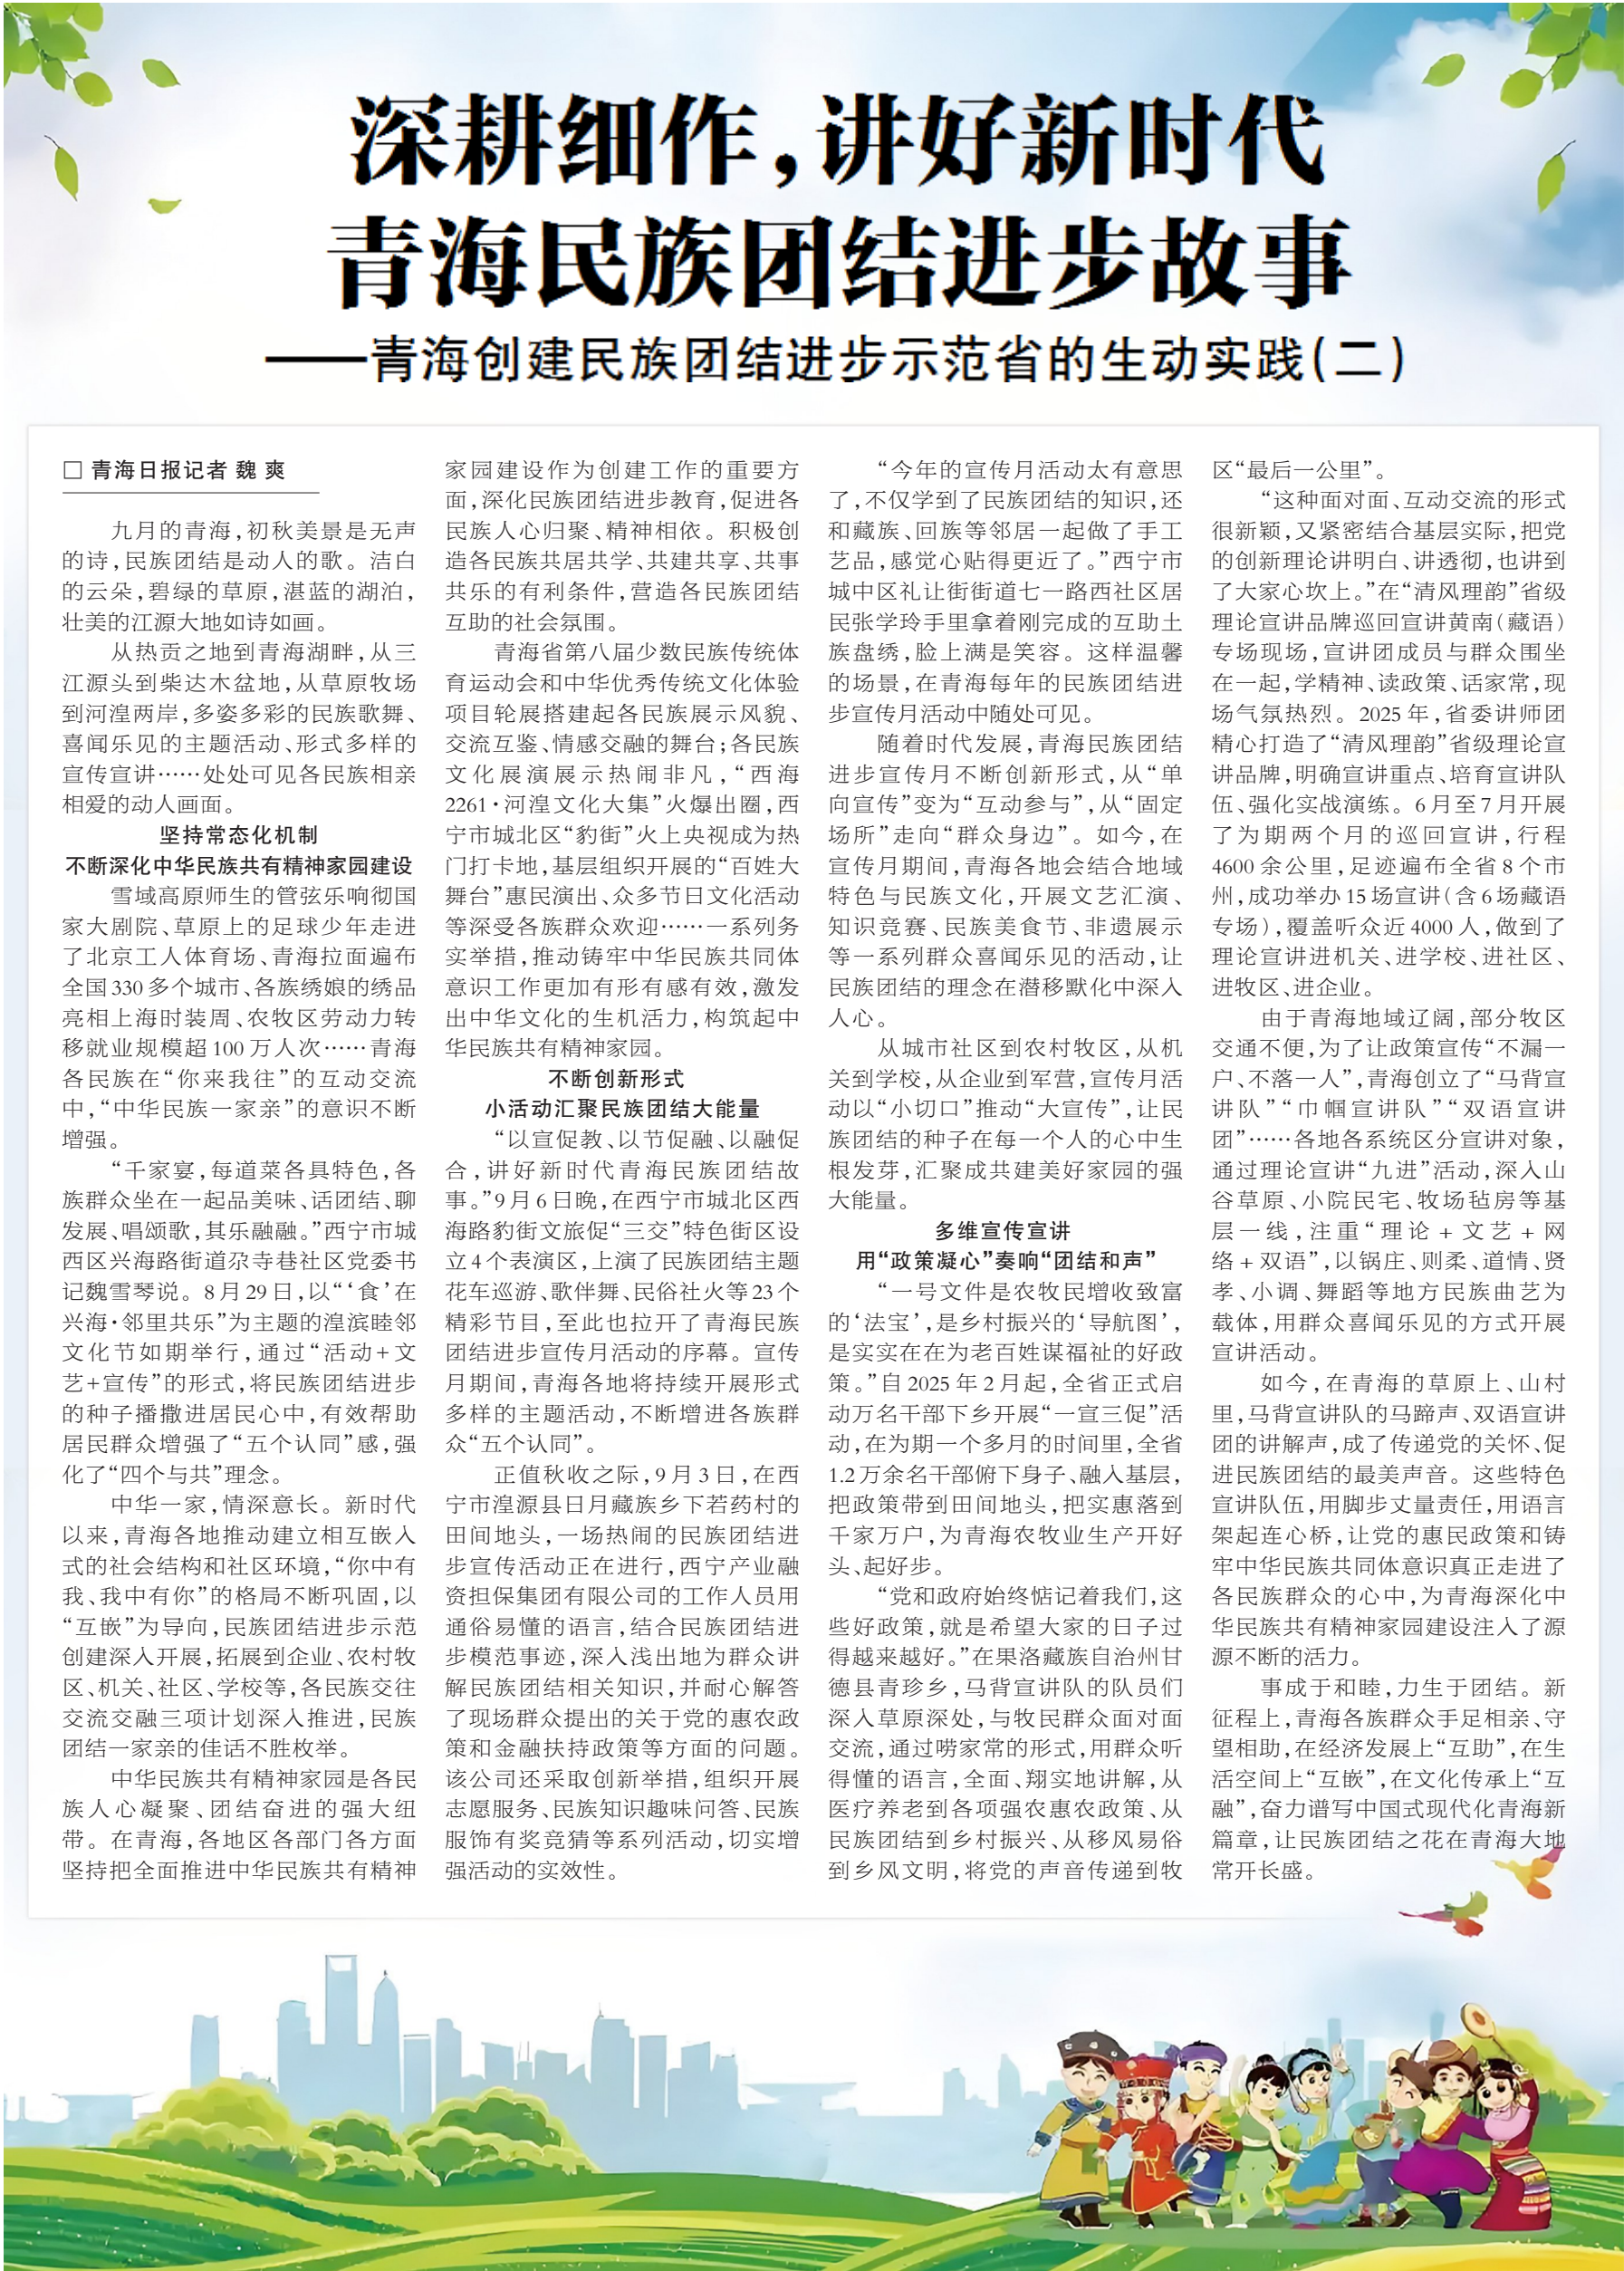 深耕细作,讲好新时代
青海民族团结进步故事
——青海创建民族团结进步示范省的生动实践(二)
□ 青海日报记者 魏 爽
九月的青海,初秋美景是无声
的诗,民族团结是动人的歌。洁白
的云朵,碧绿的草原,湛蓝的湖泊,
壮美的江源大地如诗如画。
从热贡之地到青海湖畔,从三
江源头到柴达木盆地,从草原牧场
到河湟两岸,多姿多彩的民族歌舞、
喜闻乐见的主题活动、形式多样的
宣传宣讲……处处可见各民族相亲
相爱的动人画面。
坚持常态化机制
不断深化中华民族共有精神家园建设
雪域高原师生的管弦乐响彻国
家大剧院、草原上的足球少年走进
了北京工人体育场、青海拉面遍布
全国330多个城市、各族绣娘的绣品
亮相上海时装周、农牧区劳动力转
移就业规模超100万人次……青海
各民族在“你来我往”的互动交流
中,“中华民族一家亲”的意识不断
增强。
“千家宴,每道菜各具特色,各
族群众坐在一起品美味、话团结、聊
发展、唱颂歌,其乐融融。”西宁市城
西区兴海路街道尕寺巷社区党委书
记魏雪琴说。8月29日,以“‘食’在
兴海·邻里共乐”为主题的湟滨睦邻
文化节如期举行,通过“活动+文
艺+宣传”的形式,将民族团结进步
的种子播撒进居民心中,有效帮助
居民群众增强了“五个认同”感,强
化了“四个与共”理念。
中华一家,情深意长。新时代
以来,青海各地推动建立相互嵌入
式的社会结构和社区环境,“你中有
我、我中有你”的格局不断巩固,以
“互嵌”为导向,民族团结进步示范
创建深入开展,拓展到企业、农村牧
区、机关、社区、学校等,各民族交往
交流交融三项计划深入推进,民族
团结一家亲的佳话不胜枚举。
中华民族共有精神家园是各民
族人心凝聚、团结奋进的强大纽
带。在青海,各地区各部门各方面
坚持把全面推进中华民族共有精神
家园建设作为创建工作的重要方
面,深化民族团结进步教育,促进各
民族人心归聚、精神相依。积极创
造各民族共居共学、共建共享、共事
共乐的有利条件,营造各民族团结
互助的社会氛围。
青海省第八届少数民族传统体
育运动会和中华优秀传统文化体验
项目轮展搭建起各民族展示风貌、
交流互鉴、情感交融的舞台;各民族
文化展演展示热闹非凡,“西海
2261·河湟文化大集”火爆出圈,西
宁市城北区“豹街”火上央视成为热
门打卡地,基层组织开展的“百姓大
舞台”惠民演出、众多节日文化活动
等深受各族群众欢迎……一系列务
实举措,推动铸牢中华民族共同体
意识工作更加有形有感有效,激发
出中华文化的生机活力,构筑起中
华民族共有精神家园。
不断创新形式
小活动汇聚民族团结大能量
“以宣促教、以节促融、以融促
合,讲好新时代青海民族团结故
事。”9月6日晚,在西宁市城北区西
海路豹街文旅促“三交”特色街区设
立4个表演区,上演了民族团结主题
花车巡游、歌伴舞、民俗社火等23个
精彩节目,至此也拉开了青海民族
团结进步宣传月活动的序幕。宣传
月期间,青海各地将持续开展形式
多样的主题活动,不断增进各族群
众“五个认同”。
正值秋收之际,9月3日,在西
宁市湟源县日月藏族乡下若药村的
田间地头,一场热闹的民族团结进
步宣传活动正在进行,西宁产业融
资担保集团有限公司的工作人员用
通俗易懂的语言,结合民族团结进
步模范事迹,深入浅出地为群众讲
解民族团结相关知识,并耐心解答
了现场群众提出的关于党的惠农政
策和金融扶持政策等方面的问题。
该公司还采取创新举措,组织开展
志愿服务、民族知识趣味问答、民族
服饰有奖竞猜等系列活动,切实增
强活动的实效性。
“今年的宣传月活动太有意思
了,不仅学到了民族团结的知识,还
和藏族、回族等邻居一起做了手工
艺品,感觉心贴得更近了。”西宁市
城中区礼让街街道七一路西社区居
民张学玲手里拿着刚完成的互助土
族盘绣,脸上满是笑容。这样温馨
的场景,在青海每年的民族团结进
步宣传月活动中随处可见。
随着时代发展,青海民族团结
进步宣传月不断创新形式,从“单
向宣传”变为“互动参与”,从“固定
场所”走向“群众身边”。如今,在
宣传月期间,青海各地会结合地域
特色与民族文化,开展文艺汇演、
知识竞赛、民族美食节、非遗展示
等一系列群众喜闻乐见的活动,让
民族团结的理念在潜移默化中深入
人心。
从城市社区到农村牧区,从机
关到学校,从企业到军营,宣传月活
动以“小切口”推动“大宣传”,让民
族团结的种子在每一个人的心中生
根发芽,汇聚成共建美好家园的强
大能量。
多维宣传宣讲
用“政策凝心”奏响“团结和声”
“一号文件是农牧民增收致富
的‘法宝’,是乡村振兴的‘导航图’,
是实实在在为老百姓谋福祉的好政
策。”自2025年2月起,全省正式启
动万名干部下乡开展“一宣三促”活
动,在为期一个多月的时间里,全省
1.2万余名干部俯下身子、融入基层,
把政策带到田间地头,把实惠落到
千家万户,为青海农牧业生产开好
头、起好步。
“党和政府始终惦记着我们,这
些好政策,就是希望大家的日子过
得越来越好。”在果洛藏族自治州甘
德县青珍乡,马背宣讲队的队员们
深入草原深处,与牧民群众面对面
交流,通过唠家常的形式,用群众听
得懂的语言,全面、翔实地讲解,从
医疗养老到各项强农惠农政策、从
民族团结到乡村振兴、从移风易俗
到乡风文明,将党的声音传递到牧
区“最后一公里”。
“这种面对面、互动交流的形式
很新颖,又紧密结合基层实际,把党
的创新理论讲明白、讲透彻,也讲到
了大家心坎上。”在“清风理韵”省级
理论宣讲品牌巡回宣讲黄南(藏语)
专场现场,宣讲团成员与群众围坐
在一起,学精神、读政策、话家常,现
场气氛热烈。2025年,省委讲师团
精心打造了“清风理韵”省级理论宣
讲品牌,明确宣讲重点、培育宣讲队
伍、强化实战演练。6月至7月开展
了为期两个月的巡回宣讲,行程
4600余公里,足迹遍布全省8个市
州,成功举办15场宣讲(含6场藏语
专场),覆盖听众近4000人,做到了
理论宣讲进机关、进学校、进社区、
进牧区、进企业。
由于青海地域辽阔,部分牧区
交通不便,为了让政策宣传“不漏一
户、不落一人”,青海创立了“马背宣
讲队”“巾帼宣讲队”“双语宣讲
团”……各地各系统区分宣讲对象,
通过理论宣讲“九进”活动,深入山
谷草原、小院民宅、牧场毡房等基
层一线,注重“理论+文艺+网
络+双语”,以锅庄、则柔、道情、贤
孝、小调、舞蹈等地方民族曲艺为
载体,用群众喜闻乐见的方式开展
宣讲活动。
如今,在青海的草原上、山村
里,马背宣讲队的马蹄声、双语宣讲
团的讲解声,成了传递党的关怀、促
进民族团结的最美声音。这些特色
宣讲队伍,用脚步丈量责任,用语言
架起连心桥,让党的惠民政策和铸
牢中华民族共同体意识真正走进了
各民族群众的心中,为青海深化中
华民族共有精神家园建设注入了源
源不断的活力。
事成于和睦,力生于团结。新
征程上,青海各族群众手足相亲、守
望相助,在经济发展上“互助”,在生
活空间上“互嵌”,在文化传承上“互
融”,奋力谱写中国式现代化青海新
篇章,让民族团结之花在青海大地
常开长盛。